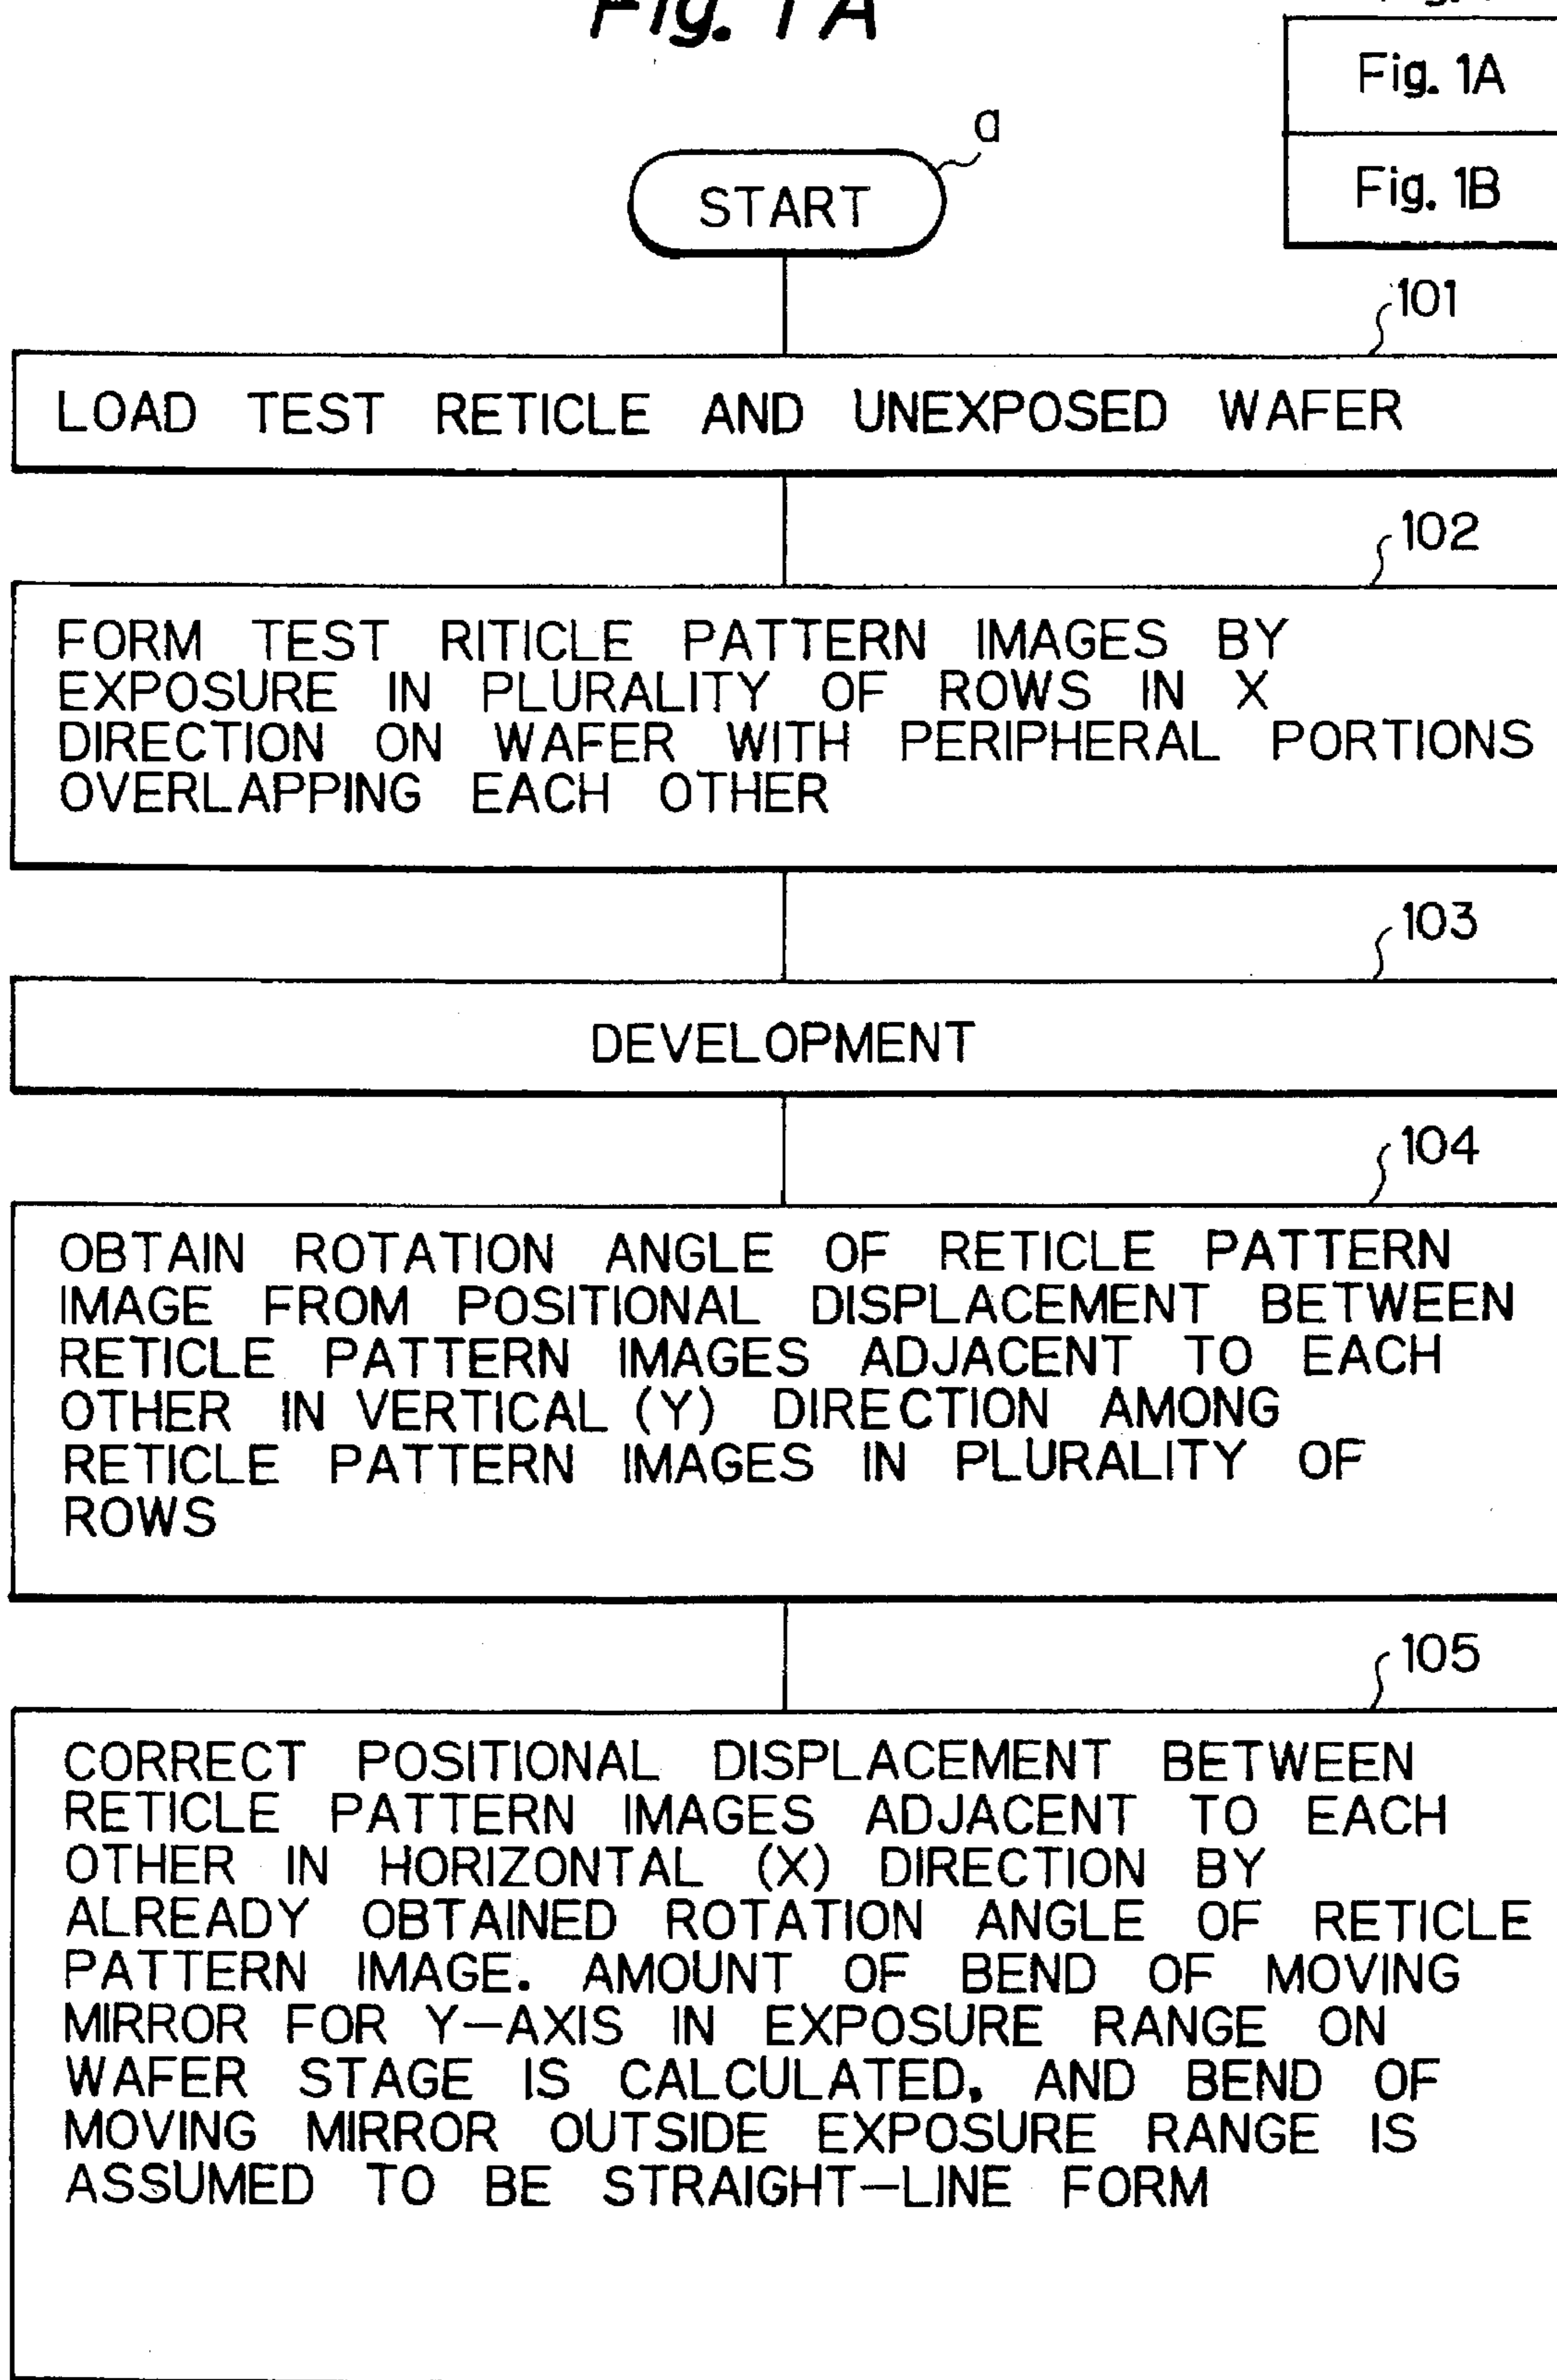 Fig. 1A
Fig. 1A
Fig. 1B
START
a
101
LOAD TEST RETICLE AND UNEXPOSED WAFER
102
FORM TEST RITICLE PATTERN IMAGES BY
EXPOSURE IN PLURALITY OF ROWS IN X
DIRECTION ON WAFER WITH PERIPHERAL PORTIONS
OVERLAPPING EACH OTHER
103
DEVELOPMENT
104
OBTAIN ROTATION ANGLE OF RETICLE PATTERN
IMAGE FROM POSITIONAL DISPLACEMENT BETWEEN
RETICLE PATTERN IMAGES ADJACENT TO EACH
OTHER IN VERTICAL (Y) DIRECTION AMONG
RETICLE PATTERN IMAGES IN PLURALITY OF
ROWS
105
CORRECT POSITIONAL DISPLACEMENT BETWEEN
RETICLE PATTERN IMAGES ADJACENT TO EACH
OTHER IN HORIZONTAL (X) DIRECTION BY
ALREADY OBTAINED ROTATION ANGLE OF RETICLE
PATTERN IMAGE. AMOUNT OF BEND OF MOVING
MIRROR FOR Y-AXIS IN EXPOSURE RANGE ON
WAFER STAGE IS CALCULATED. AND BEND OF
MOVING MIRROR OUTSIDE EXPOSURE RANGE IS
ASSUMED TO BE STRAIGHT-LINE FORM